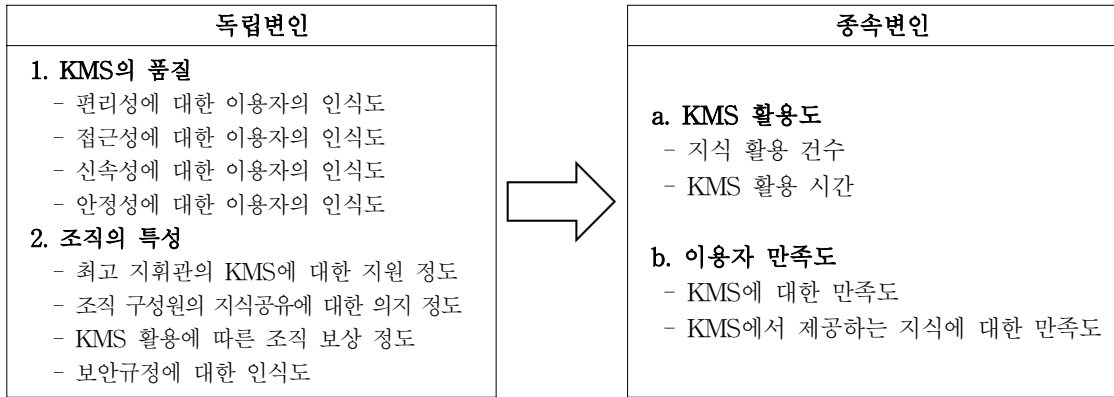 독립변인
1. KMS의 품질
- 편리성에 대한 이용자의 인식도
- 접근성에 대한 이용자의 인식도
- 신속성에 대한 이용자의 인식도
- 안정성에 대한 이용자의 인식도
2. 조직의 특성
- 최고 지휘관의 KMS에 대한 지원 정도
- 조직 구성원의 지식공유에 대한 의지 정도
- KMS 활용에 따른 조직 보상 정도
- 보안규정에 대한 인식도
종속변인
a. KMS 활용도
- 지식 활용 건수
- KMS 활용 시간
b. 이용자 만족도
- KMS에 대한 만족도
- KMS에서 제공하는 지식에 대한 만족도